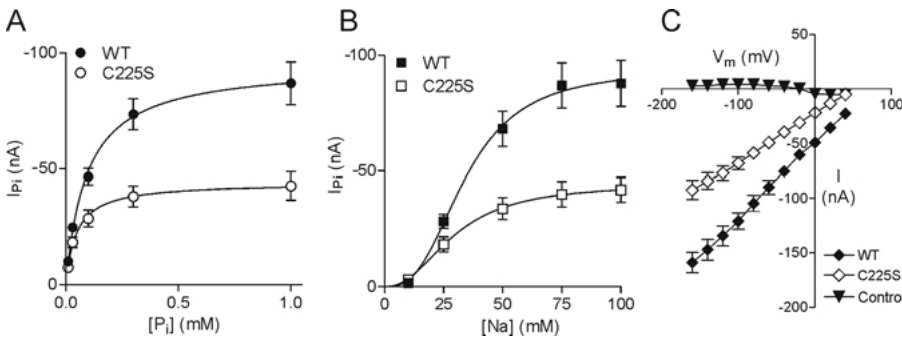 A
-100
-50
0
I_Pi (nA)
WT
C225S
0.0
0.5
1.0
[P_i] (mM)
B
-100
-50
0
I_Pi (nA)
WT
C225S
0
25
50
75
100
[Na] (mM)
C
50
V_m (mV)
-200
-100
100
-50
I
-100
(nA)
-150
-200
WT
C225S
Control